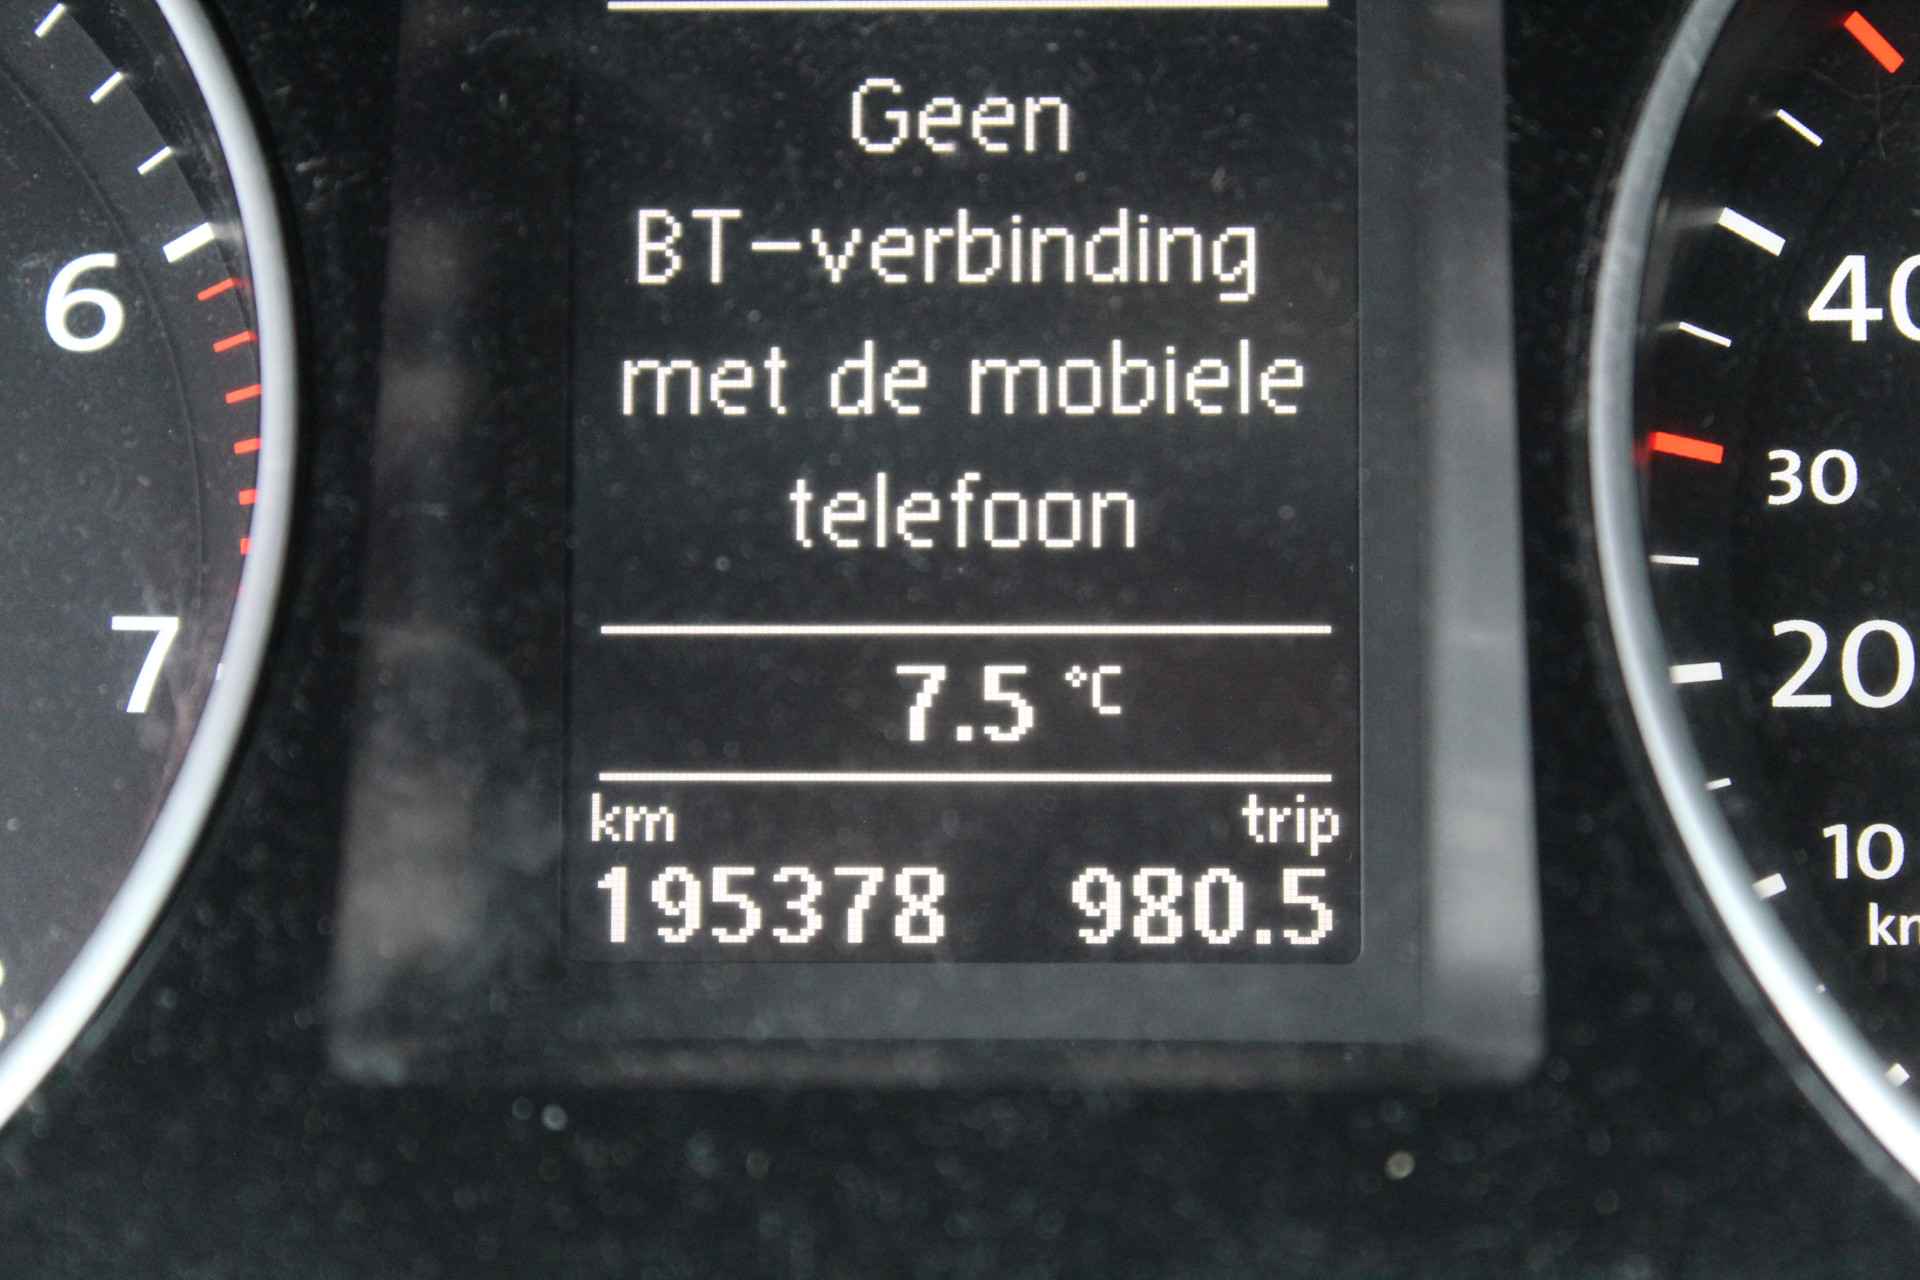 Geen
BT-verbinding
met de mobiele
telefoon
7.5 °C
km trip
195378 980.5
6
7
40
30
20
10